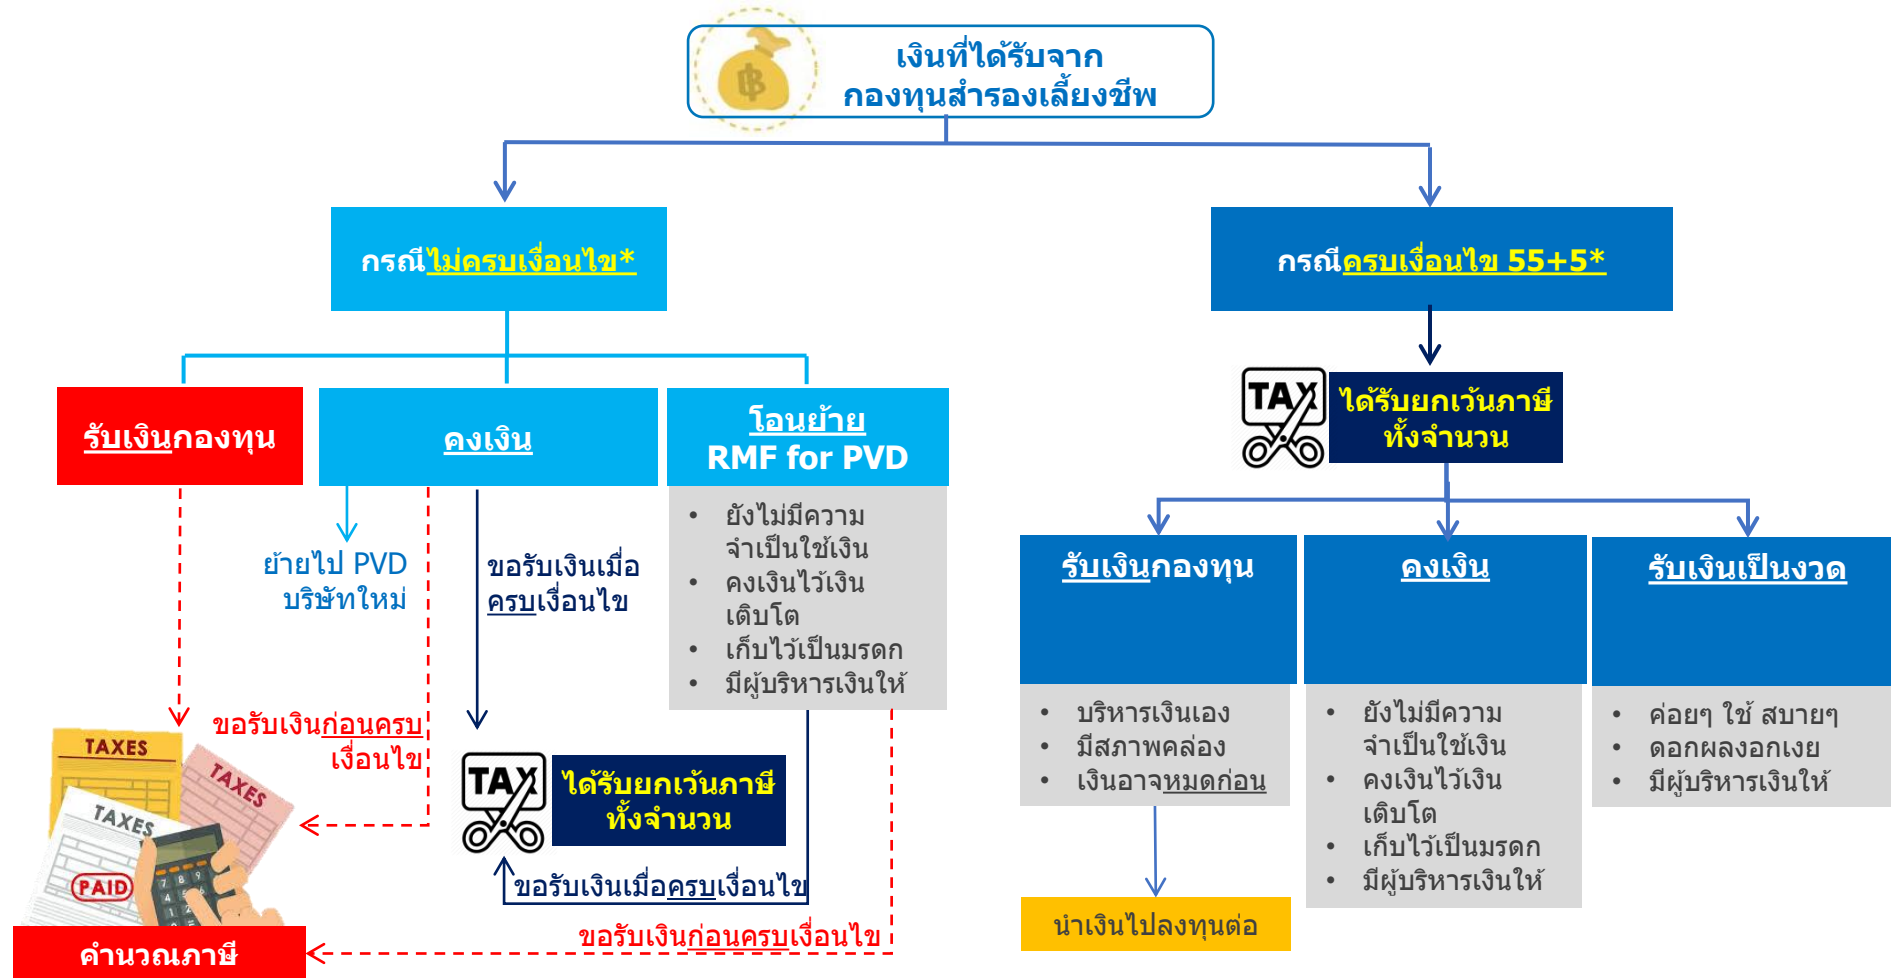 เงินที่ได้รับจาก
กองทุนสำรองเลี้ยงชีพ
กรณีไม่ครบเงื่อนไข*
กรณีครบเงื่อนไข 55+5*
รับเงินกองทุน
คงเงิน
โอนย้าย
RMF for PVD
• ยังไม่มีความ
จำเป็นใช้เงิน
• คงเงินไว้เงิน
เติบโต
• เก็บไว้เป็นมรดก
• มีผู้บริหารเงินให้
ย้ายไป PVD
บริษัทใหม่
ขอรับเงินเมื่อ
ครบเงื่อนไข
ขอรับเงินก่อนครบ
เงื่อนไข
TAX
ได้รับยกเว้นภาษี
ทั้งจำนวน
ขอรับเงินเมื่อครบเงื่อนไข
ขอรับเงินก่อนครบเงื่อนไข
TAXES
TAXES
TAXES
PAID
7 8 9
คำนวณภาษี
TAX
ได้รับยกเว้นภาษี
ทั้งจำนวน
รับเงินกองทุน
• บริหารเงินเอง
• มีสภาพคล่อง
• เงินอาจหมดก่อน
นำเงินไปลงทุนต่อ
คงเงิน
• ยังไม่มีความ
จำเป็นใช้เงิน
• คงเงินไว้เงิน
เติบโต
• เก็บไว้เป็นมรดก
• มีผู้บริหารเงินให้
รับเงินเป็นงวด
• ค่อยๆ ใช้ สบายๆ
• ดอกผลงอกเงย
• มีผู้บริหารเงินให้